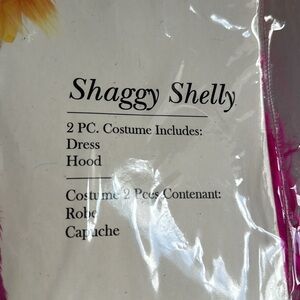 Shaggy Shelly
2 PC. Costume Includes:
Dress
Hood
Costume 2 Pces Contenant:
Robe
Capuche